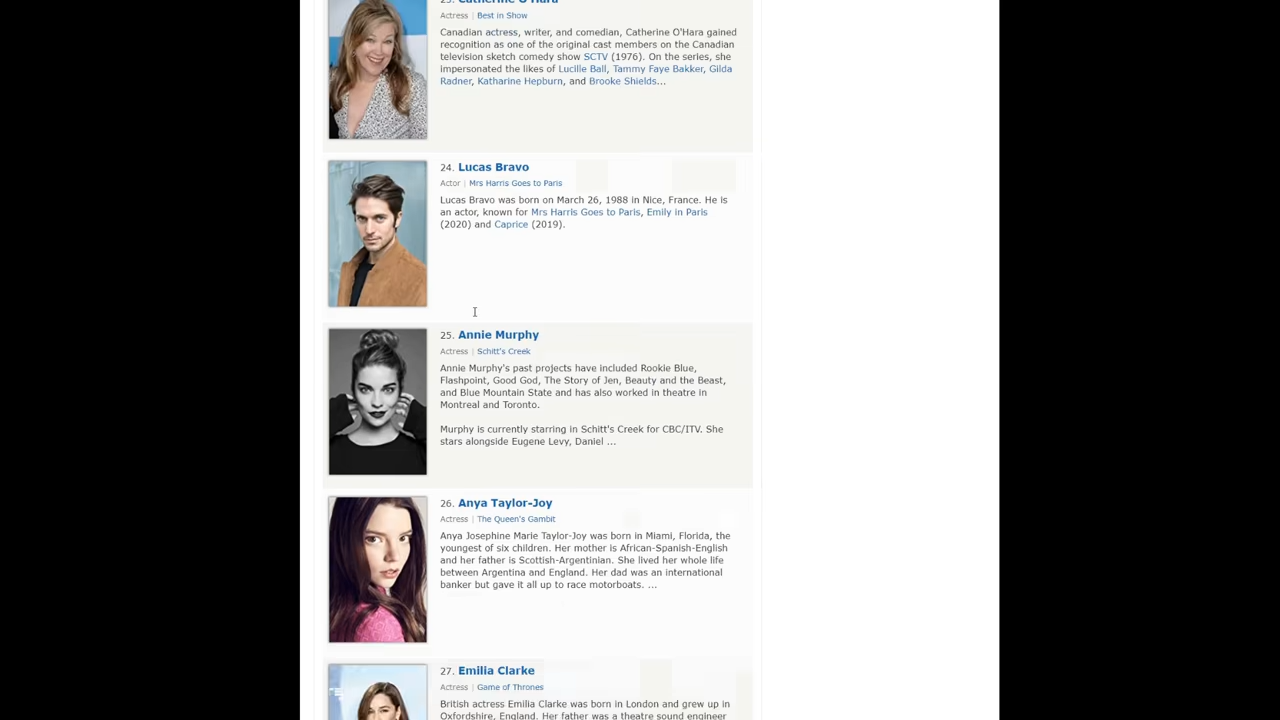 23. Catherine O'Hara
Actress | Best in Show
Canadian actress, writer, and comedian, Catherine O'Hara gained
recognition as one of the original cast members on the Canadian
television sketch comedy show SCTV (1976). On the series, she
impersonated the likes of Lucille Ball, Tammy Faye Bakker, Gilda
Radner, Katharine Hepburn, and Brooke Shields...
24. Lucas Bravo
Actor | Mrs Harris Goes to Paris
Lucas Bravo was born on March 26, 1988 in Nice, France. He is
an actor, known for Mrs Harris Goes to Paris, Emily in Paris
(2020) and Caprice (2019).
25. Annie Murphy
Actress | Schitt's Creek
Annie Murphy's past projects have included Rookie Blue,
Flashpoint, Good God, The Story of Jen, Beauty and the Beast,
and Blue Mountain State and has also worked in theatre in
Montreal and Toronto.
Murphy is currently starring in Schitt's Creek for CBC/ITV. She
stars alongside Eugene Levy, Daniel ...
26. Anya Taylor-Joy
Actress | The Queen's Gambit
Anya Josephine Marie Taylor-Joy was born in Miami, Florida, the
youngest of six children. Her mother is African-Spanish-English
and her father is Scottish-Argentinian. She lived her whole life
between Argentina and England. Her dad was an international
banker but gave it all up to race motorboats. ...
27. Emilia Clarke
Actress | Game of Thrones
British actress Emilia Clarke was born in London and grew up in
Oxfordshire, England. Her father was a theatre sound engineer